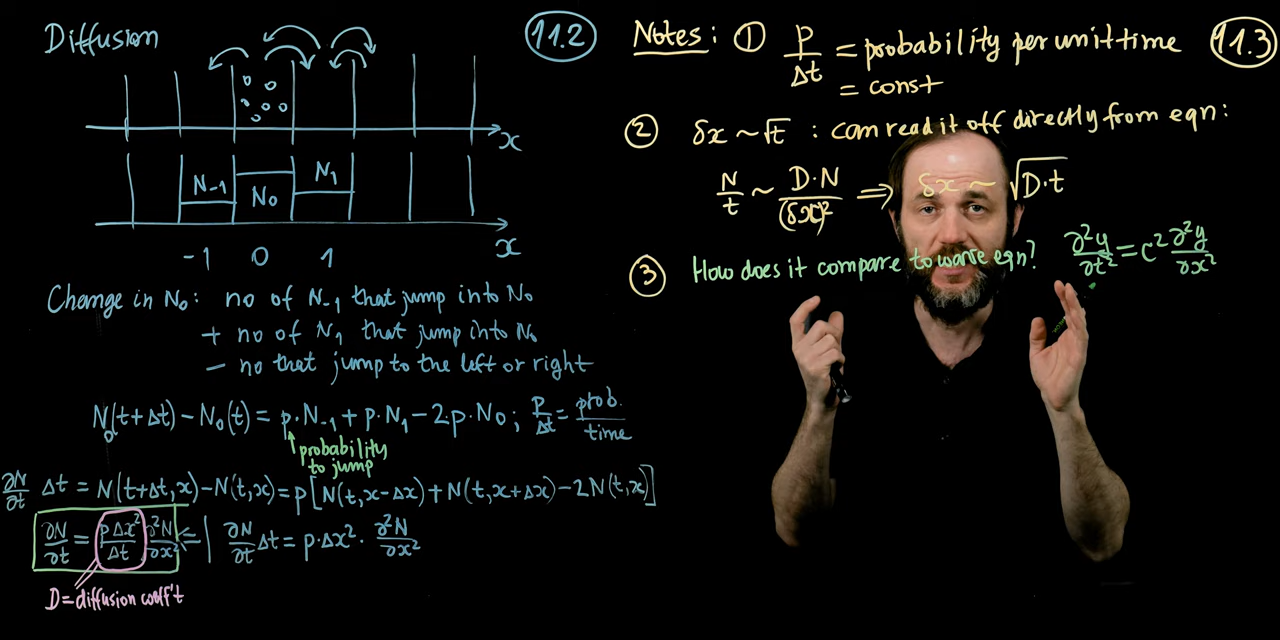 Diffusion
11.2
x
N₋₁
N₀
N₁
x
-1 0 1
Change in N₀: no of N₋₁ that jump into N₀
+ no of N₁ that jump into N₀
− no that jump to the left or right
N₀(t+Δt) − N₀(t) = p·N₋₁ + p·N₁ − 2·p·N₀ ; p/Δt = prob./time
probability
to jump
∂N/∂t Δt = N(t+Δt,x) − N(t,x) = p[N(t,x−Δx) + N(t,x+Δx) − 2N(t,x)]
∂N/∂t = pΔx²/Δt ∂²N/∂x² ⇐ | ∂N/∂t Δt = p·Δx² · ∂²N/∂x²
D = diffusion coeff't
Notes: ① p/Δt = probability per unit time
= const
11.3
② δx ~ √t : can read it off directly from eqn:
N/t ~ D·N/(δx)² ⟹ δx ~ √D·t
③ How does it compare to wave eqn? ∂²y/∂t² = c² ∂²y/∂x²